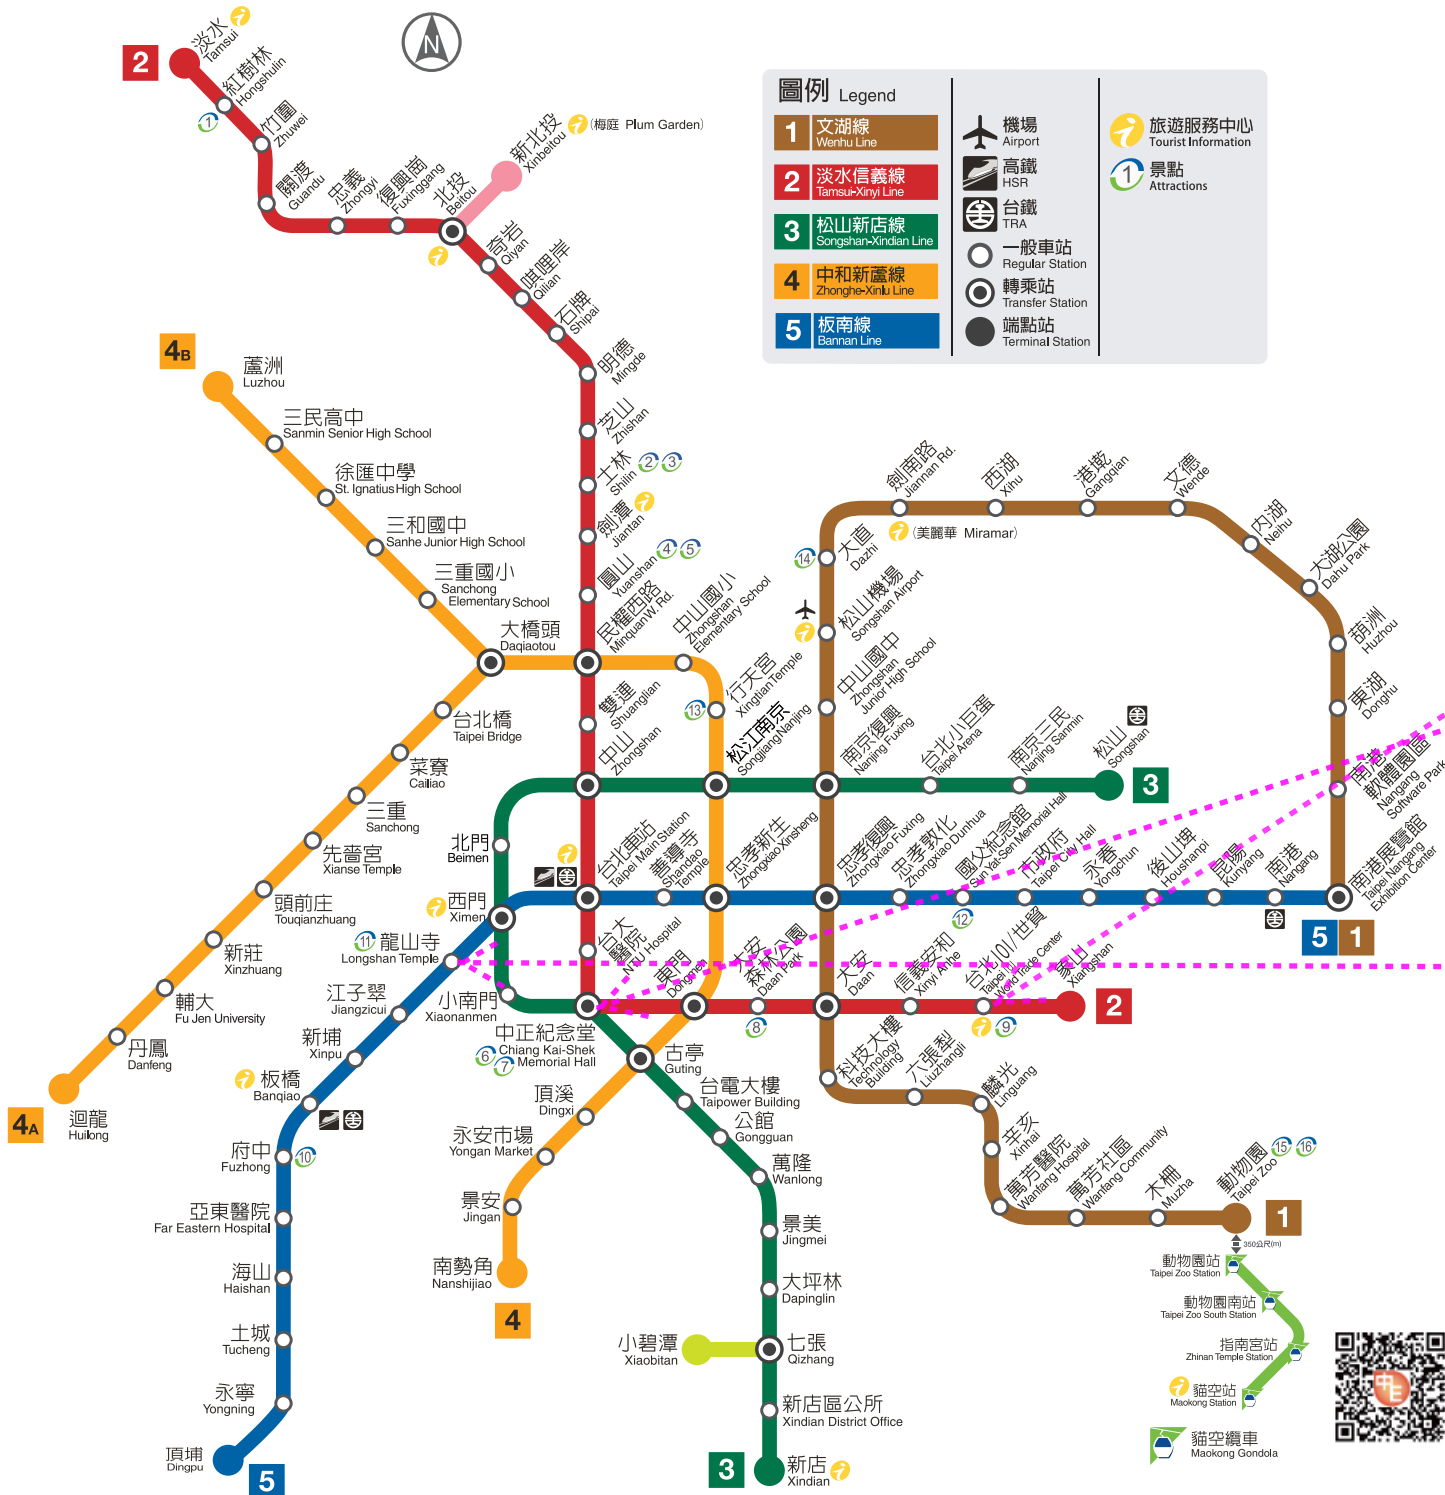 N
2
淡水
Tamsui
紅樹林
Hongshulin
1
竹圍
Zhuwei
關渡
Guandu
忠義
Zhongyi
復興崗
Fuxinggang
北投
Beitou
新北投
Xinbeitou
(梅庭 Plum Garden)
奇岩
Qiyan
唭哩岸
Qilian
石牌
Shipai
明德
Mingde
芝山
Zhishan
士林
Shilin
2 3
劍潭
Jiantan
圓山
Yuanshan
4 5
民權西路
MinquanW. Rd.
雙連
Shuanglian
中山
Zhongshan
台北車站
Taipei Main Station
台大
醫院
NTU Hospital
中正紀念堂
Chiang Kai-Shek
Memorial Hall
6
7
東門
Dongmen
大安
森林公園
Daan Park
8
大安
Daan
信義安和
Xinyi Anhe
台北101/世貿
Taipei 101
World Trade Center
9
象山
Xiangshan
2
圖例 Legend
1 文湖線
Wenhu Line
2 淡水信義線
Tamsui-Xinyi Line
3 松山新店線
Songshan-Xindian Line
4 中和新蘆線
Zhonghe-Xinlu Line
5 板南線
Bannan Line
機場
Airport
高鐵
HSR
台鐵
TRA
一般車站
Regular Station
轉乘站
Transfer Station
端點站
Terminal Station
旅遊服務中心
Tourist Information
1 景點
Attractions
4B
蘆洲
Luzhou
三民高中
Sanmin Senior High School
徐匯中學
St. Ignatius High School
三和國中
Sanhe Junior High School
三重國小
Sanchong
Elementary School
大橋頭
Daqiaotou
台北橋
Taipei Bridge
菜寮
Cailiao
三重
Sanchong
先嗇宮
Xianse Temple
頭前庄
Touqianzhuang
新莊
Xinzhuang
輔大
Fu Jen University
丹鳳
Danfeng
4A
迴龍
Huilong
中山國小
Zhongshan
Elementary School
行天宮
XingtianTemple
13
松江南京
Songjiang Nanjing
忠孝新生
Zhongxiao Xinsheng
古亭
Guting
頂溪
Dingxi
永安市場
Yongan Market
景安
Jingan
南勢角
Nanshijiao
4
劍南路
Jiannan Rd.
(美麗華 Miramar)
西湖
Xihu
港墘
Gangqian
文德
Wende
內湖
Neihu
大湖公園
Dahu Park
葫洲
Huzhou
東湖
Donghu
南港
軟體園區
Nangang
Software Park
南港展覽館
Taipei Nangang
Exhibition Center
5 1
14
大直
Dazhi
松山機場
Songshan Airport
中山國中
Zhongshan
Junior High School
南京復興
Nanjing Fuxing
台北小巨蛋
Taipei Arena
南京三民
Nanjing Sanmin
松山
Songshan
3
北門
Beimen
西門
Ximen
小南門
Xiaonanmen
善導寺
Shandao
Temple
忠孝復興
Zhongxiao Fuxing
忠孝敦化
Zhongxiao Dunhua
國父紀念館
Sun Yat-Sen Memorial Hall
12
市政府
Taipei City Hall
永春
Yongchun
後山埤
Houshanpi
昆陽
Kunyang
南港
Nangang
11 龍山寺
Longshan Temple
江子翠
Jiangzicui
新埔
Xinpu
板橋
Banqiao
府中
Fuzhong
10
亞東醫院
Far Eastern Hospital
海山
Haishan
土城
Tucheng
永寧
Yongning
頂埔
Dingpu
5
台電大樓
Taipower Building
公館
Gongguan
萬隆
Wanlong
景美
Jingmei
大坪林
Dapinglin
七張
Qizhang
小碧潭
Xiaobitan
新店區公所
Xindian District Office
3
新店
Xindian
科技大樓
Technology
Building
六張犁
Liuzhangli
麟光
Linguang
辛亥
Xinhai
萬芳醫院
Wanfang Hospital
萬芳社區
Wanfang Community
木柵
Muzha
動物園
Taipei Zoo
15 16
1
350公尺(m)
動物園站
Taipei Zoo Station
動物園南站
Taipei Zoo South Station
指南宮站
Zhinan Temple Station
貓空站
Maokong Station
貓空纜車
Maokong Gondola